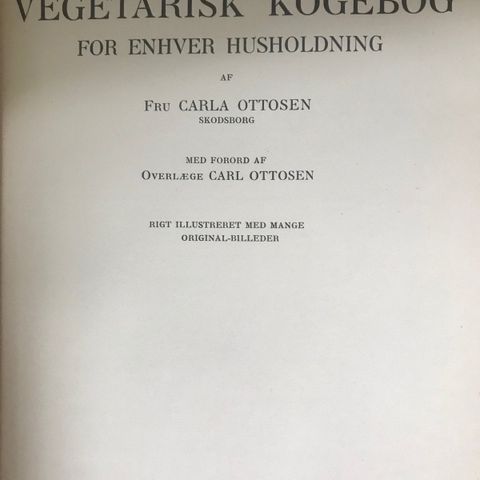 VEGETARISK KOGEBOG
FOR ENHVER HUSHOLDNING
AF
FRU CARLA OTTOSEN
SKODSBORG
MED FORORD AF
OVERLÆGE CARL OTTOSEN
RIGT ILLUSTRERET MED MANGE
ORIGINAL-BILLEDER